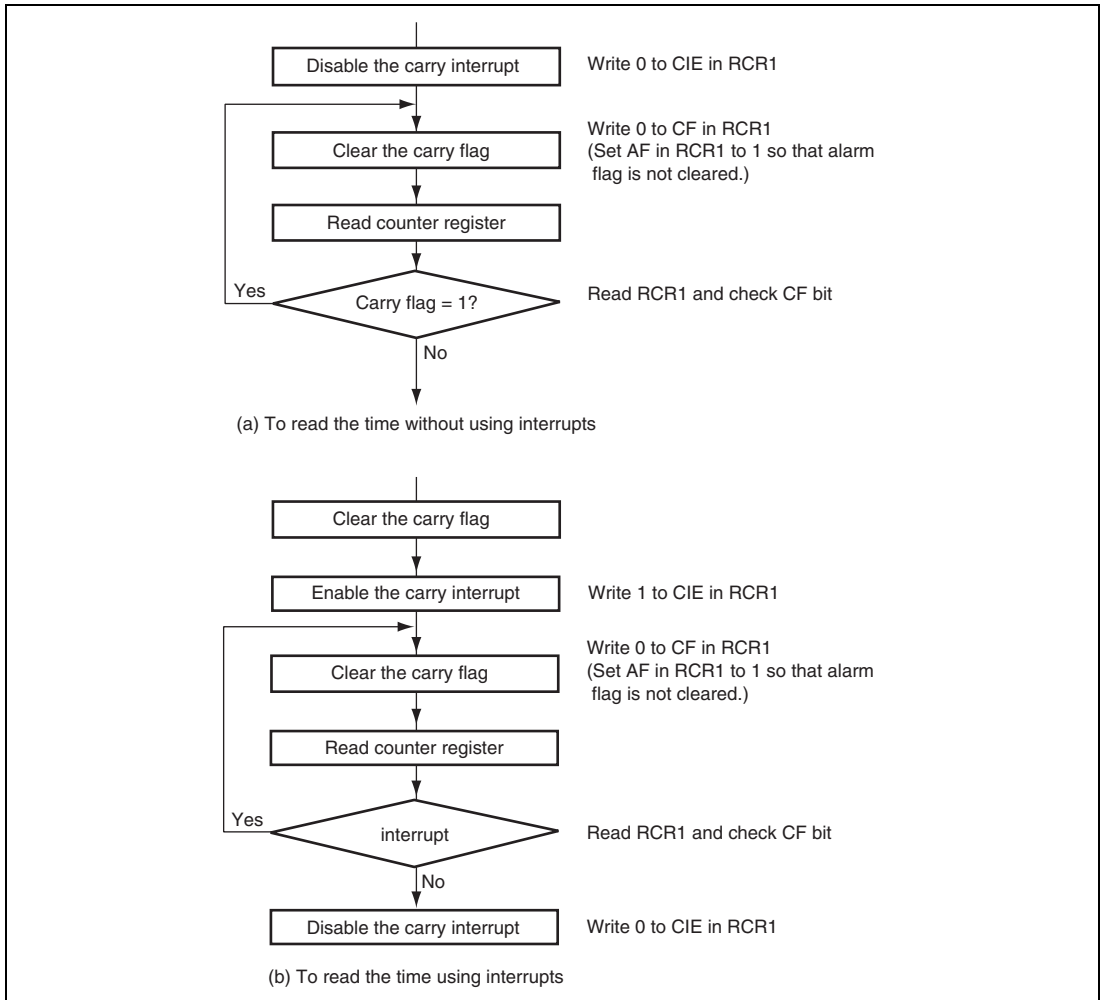 Disable the carry interrupt
Write 0 to CIE in RCR1
Clear the carry flag
Write 0 to CF in RCR1
(Set AF in RCR1 to 1 so that alarm
flag is not cleared.)
Read counter register
Yes
Carry flag = 1?
Read RCR1 and check CF bit
No
(a) To read the time without using interrupts
Clear the carry flag
Enable the carry interrupt
Write 1 to CIE in RCR1
Clear the carry flag
Write 0 to CF in RCR1
(Set AF in RCR1 to 1 so that alarm
flag is not cleared.)
Read counter register
Yes
interrupt
Read RCR1 and check CF bit
No
Disable the carry interrupt
Write 0 to CIE in RCR1
(b) To read the time using interrupts